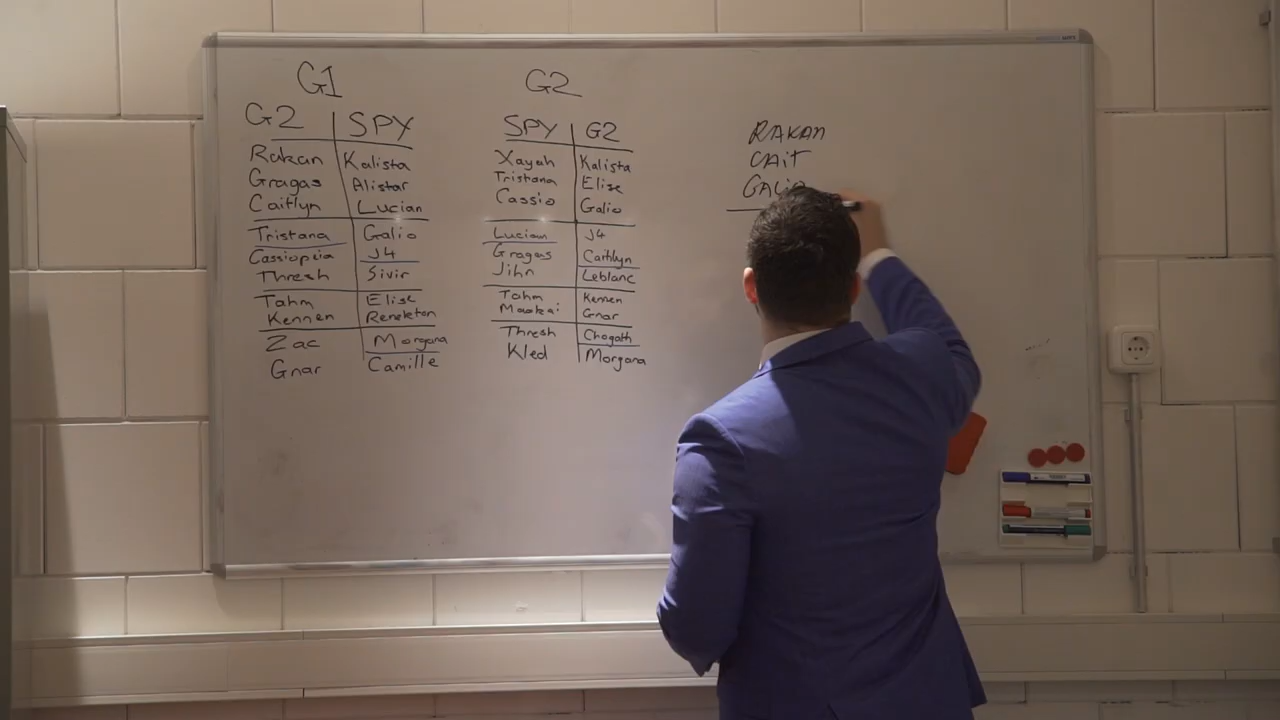 G1
G2 SPY
Rakan Kalista
Gragas Alistar
Caitlyn Lucian
Tristana Galio
Cassiopeia J4
Thresh Sivir
Tahm Elise
Kennen Renekton
Zac Morgana
Gnar Camille
G2
SPY G2
Xayah Kalista
Tristana Elise
Cassio Galio
Lucian J4
Gragas Caitlyn
Jihn Leblanc
Tahm Kennen
Maokai Gnar
Thresh Chogath
Kled Morgana
RAKAN
CAIT
GALIO